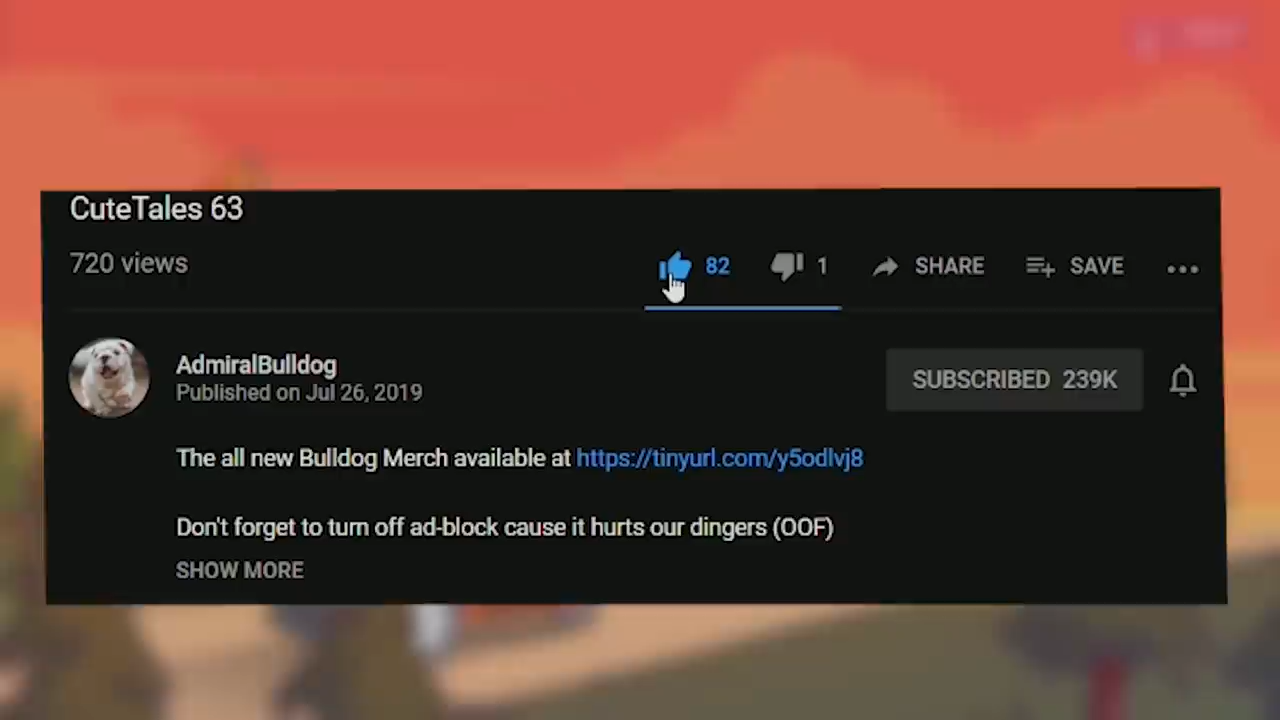 CuteTales 63
720 views
82 1 SHARE SAVE
AdmiralBulldog
Published on Jul 26, 2019
SUBSCRIBED 239K
The all new Bulldog Merch available at https://tinyurl.com/y5odlvj8
Don't forget to turn off ad-block cause it hurts our dingers (OOF)
SHOW MORE